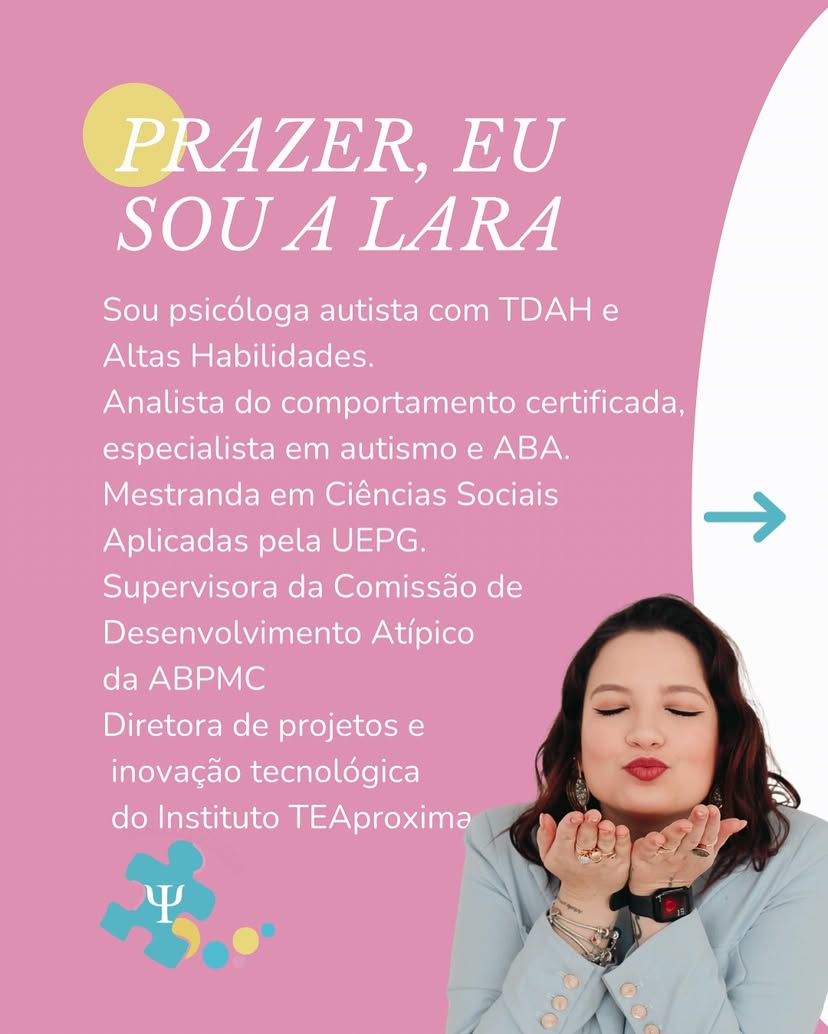 PRAZER, EU
SOU A LARA
Sou psicóloga autista com TDAH e
Altas Habilidades.
Analista do comportamento certificada,
especialista em autismo e ABA.
Mestranda em Ciências Sociais
Aplicadas pela UEPG.
Supervisora da Comissão de
Desenvolvimento Atípico
da ABPMC
Diretora de projetos e
inovação tecnológica
do Instituto TEAproxima
Ψ
15